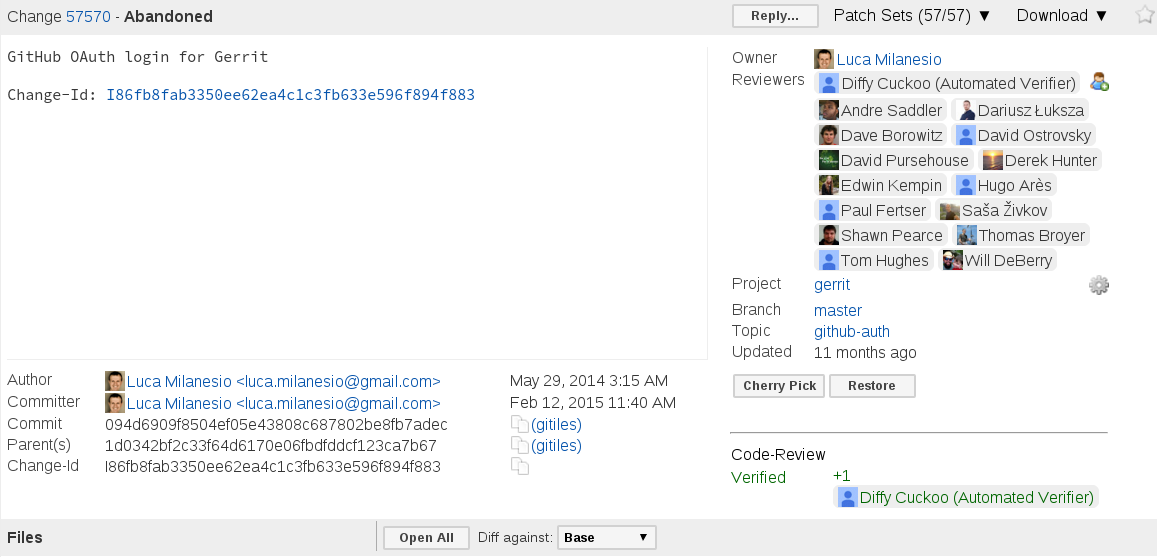 Change 57570 - Abandoned
Reply...
Patch Sets (57/57) ▼
Download ▼
GitHub OAuth login for Gerrit
Change-Id: I86fb8fab3350ee62ea4c1c3fb633e596f894f883
Owner Luca Milanesio
Reviewers Diffy Cuckoo (Automated Verifier)
Andre Saddler Dariusz Łuksza
Dave Borowitz David Ostrovsky
David Pursehouse Derek Hunter
Edwin Kempin Hugo Arès
Paul Fertser Saša Živkov
Shawn Pearce Thomas Broyer
Tom Hughes Will DeBerry
Project gerrit
Branch master
Topic github-auth
Updated 11 months ago
Cherry Pick Restore
Author Luca Milanesio <luca.milanesio@gmail.com> May 29, 2014 3:15 AM
Committer Luca Milanesio <luca.milanesio@gmail.com> Feb 12, 2015 11:40 AM
Commit 094d6909f8504ef05e43808c687802be8fb7adec (gitiles)
Parent(s) 1d0342bf2c33f64d6170e06fbdfddcf123ca7b67 (gitiles)
Change-Id I86fb8fab3350ee62ea4c1c3fb633e596f894f883
Code-Review
Verified +1
Diffy Cuckoo (Automated Verifier)
Files
Open All
Diff against: Base ▼